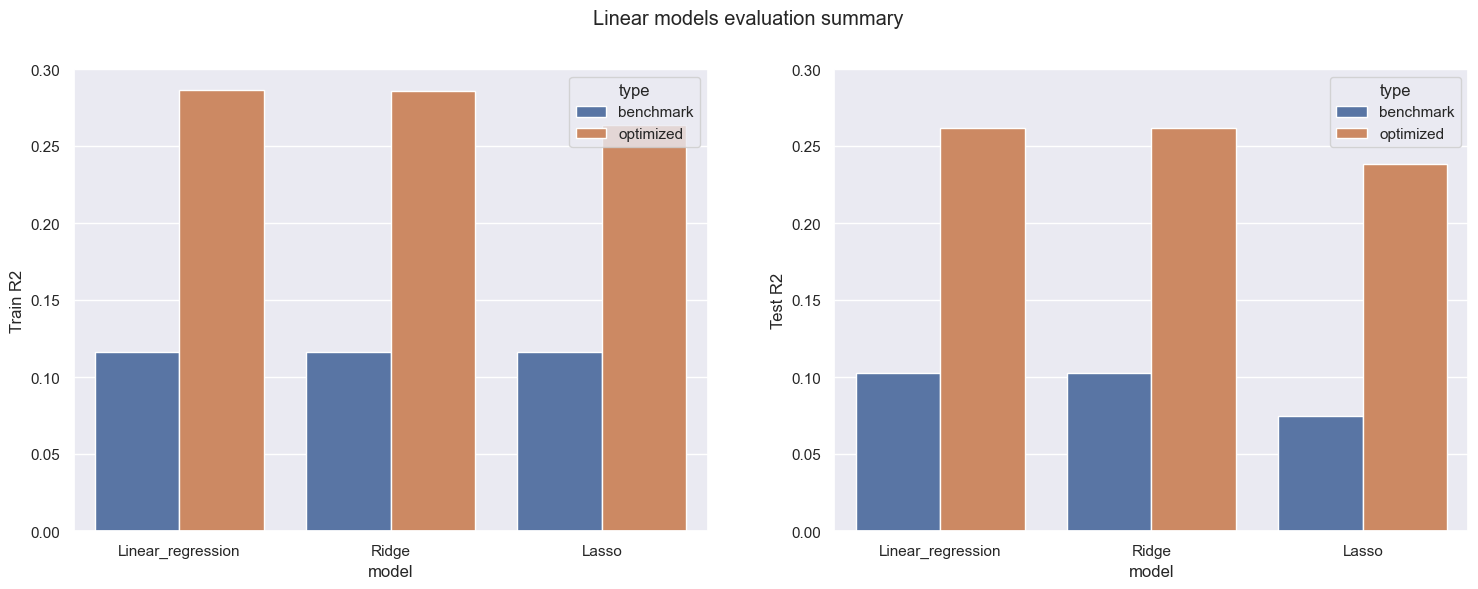 Linear models evaluation summary
0.30
0.25
0.20
0.15
0.10
0.05
0.00
Train R2
type
benchmark
optimized
Linear_regression
Ridge
Lasso
model
0.30
0.25
0.20
0.15
0.10
0.05
0.00
Test R2
type
benchmark
optimized
Linear_regression
Ridge
Lasso
model